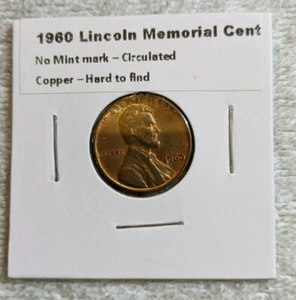 1960 Lincoln Memorial Cent
No Mint mark – Circulated
Copper – Hard to find
LIBERTY
1960